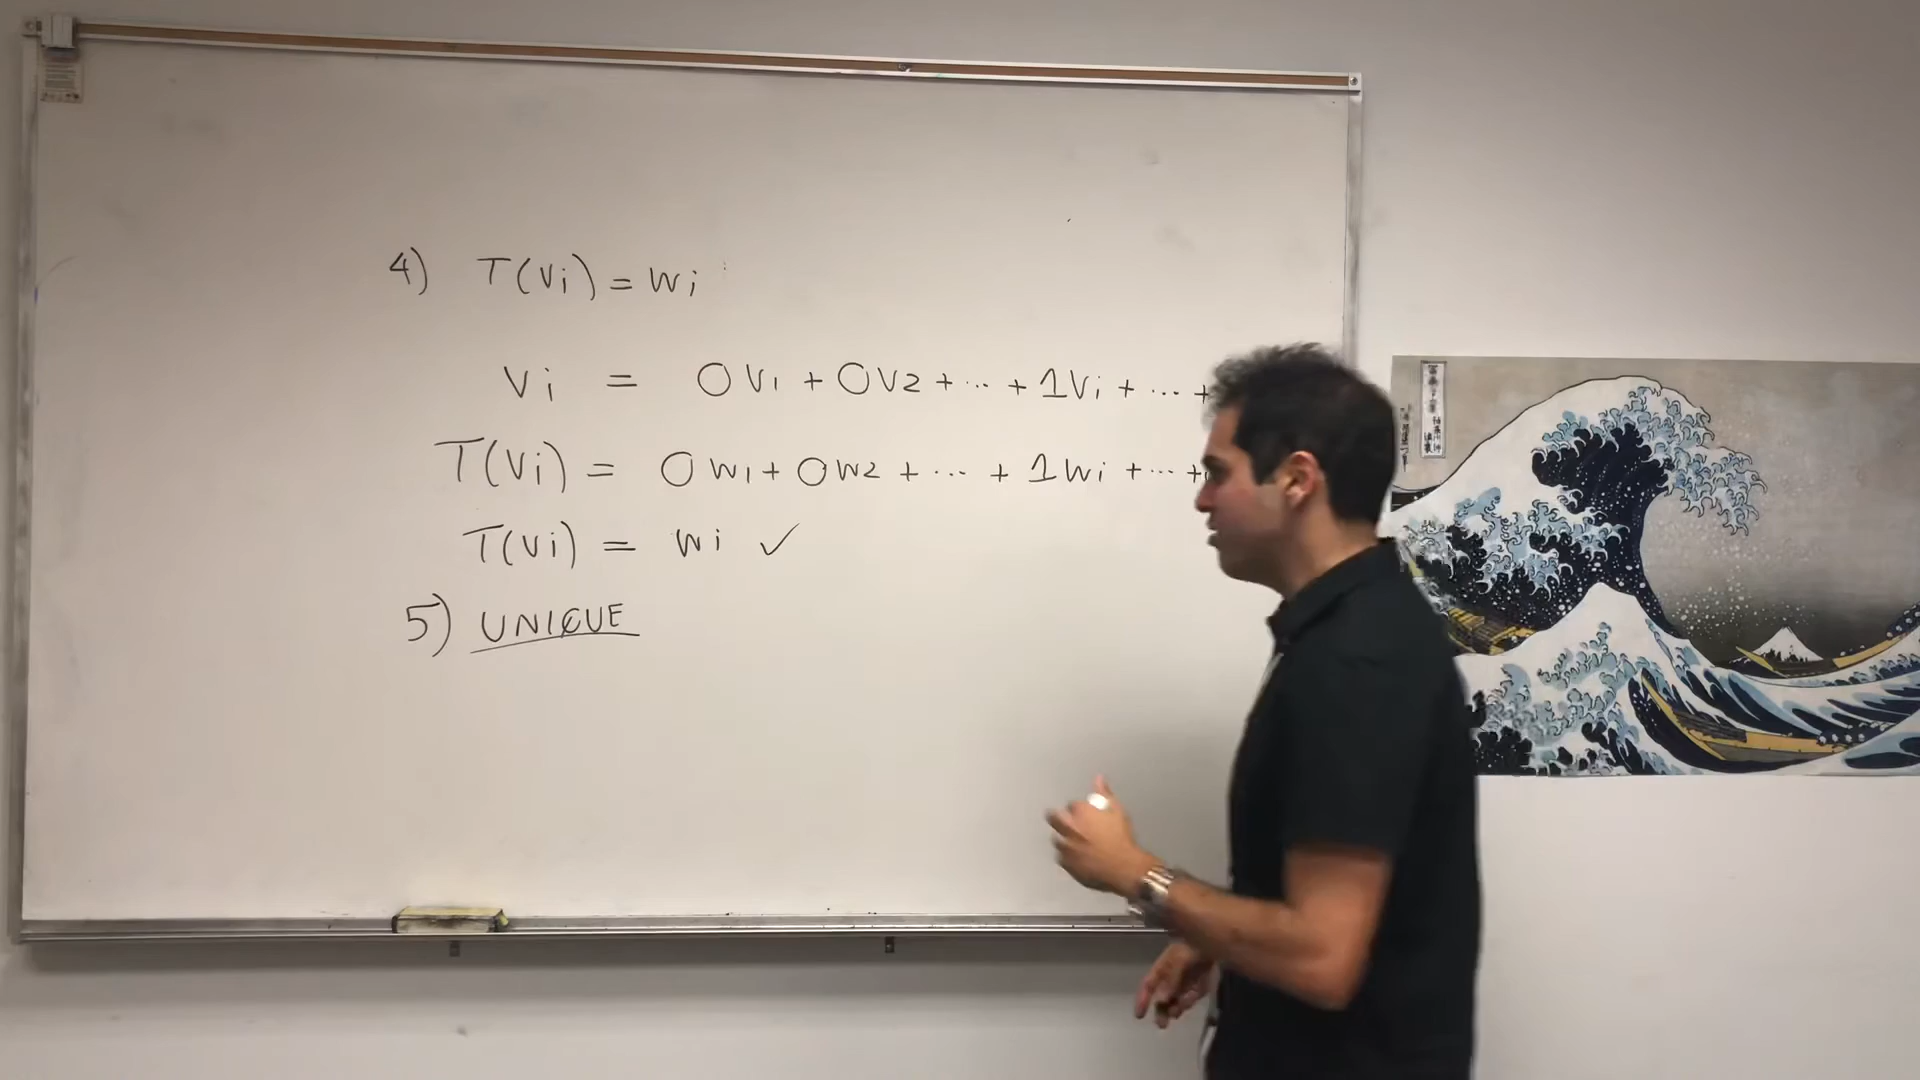 4) T(vi) = wi
vi = 0v1 + 0v2 + ... + 1vi + ... +
T(vi) = 0w1 + 0w2 + ... + 1wi + ... +
T(vi) = wi ✓
5) UNIQUE